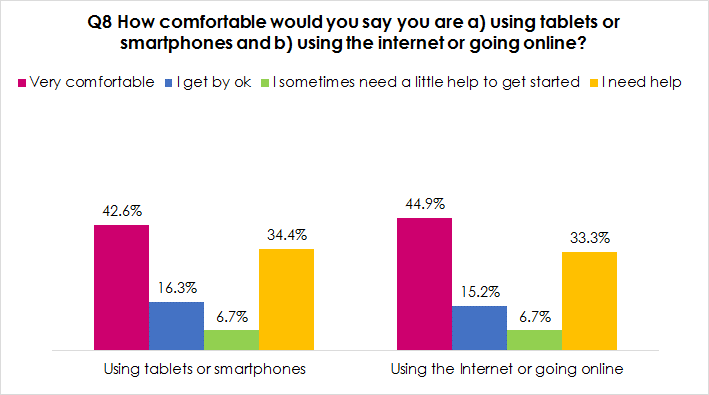 Q8 How comfortable would you say you are a) using tablets or
smartphones and b) using the internet or going online?
Very comfortable I get by ok I sometimes need a little help to get started I need help
42.6% 16.3% 6.7% 34.4% 44.9% 15.2% 6.7% 33.3%
Using tablets or smartphones Using the Internet or going online